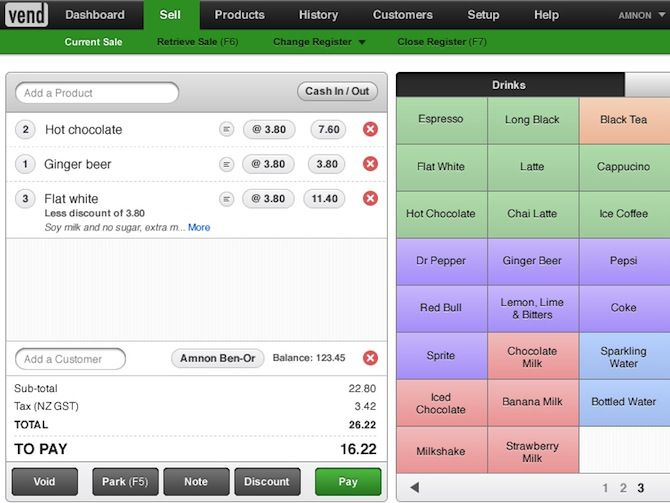 vend Dashboard Sell Products History Customers Setup Help AMNON
Current Sale Retrieve Sale (F6) Change Register Close Register (F7)
Add a Product Cash In / Out
2 Hot chocolate @ 3.80 7.60
1 Ginger beer @ 3.80 3.80
3 Flat white @ 3.80 11.40
Less discount of 3.80
Soy milk and no sugar, extra m... More
Add a Customer Amnon Ben-Or Balance: 123.45
Sub-total 22.80
Tax (NZ GST) 3.42
TOTAL 26.22
TO PAY 16.22
Void Park (F5) Note Discount Pay
Drinks
Espresso Long Black Black Tea
Flat White Latte Cappucino
Hot Chocolate Chai Latte Ice Coffee
Dr Pepper Ginger Beer Pepsi
Red Bull Lemon, Lime
& Bitters Coke
Sprite Chocolate
Milk Sparkling
Water
Iced
Chocolate Banana Milk Bottled Water
Milkshake Strawberry
Milk
1 2 3